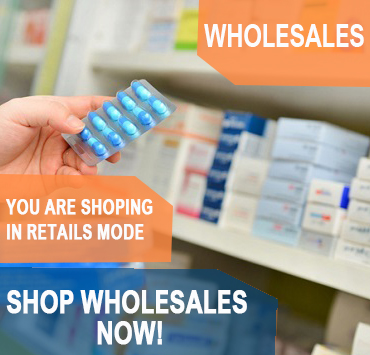 WHOLESALES
YOU ARE SHOPING
IN RETAILS MODE
SHOP WHOLESALES
NOW!